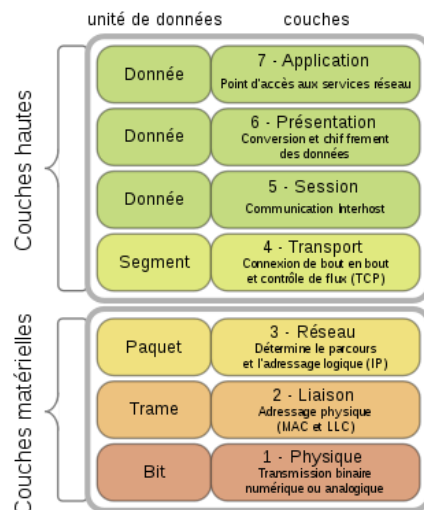 unité de données
couches
Couches hautes
Donnée
7 - Application
Point d'accès aux services réseau
Donnée
6 - Présentation
Conversion et chiffrement
des données
Donnée
5 - Session
Communication Interhost
Segment
4 - Transport
Connexion de bout en bout
et contrôle de flux (TCP)
Couches matérielles
Paquet
3 - Réseau
Détermine le parcours
et l'adressage logique (IP)
Trame
2 - Liaison
Adressage physique
(MAC et LLC)
Bit
1 - Physique
Transmission binaire
numérique ou analogique